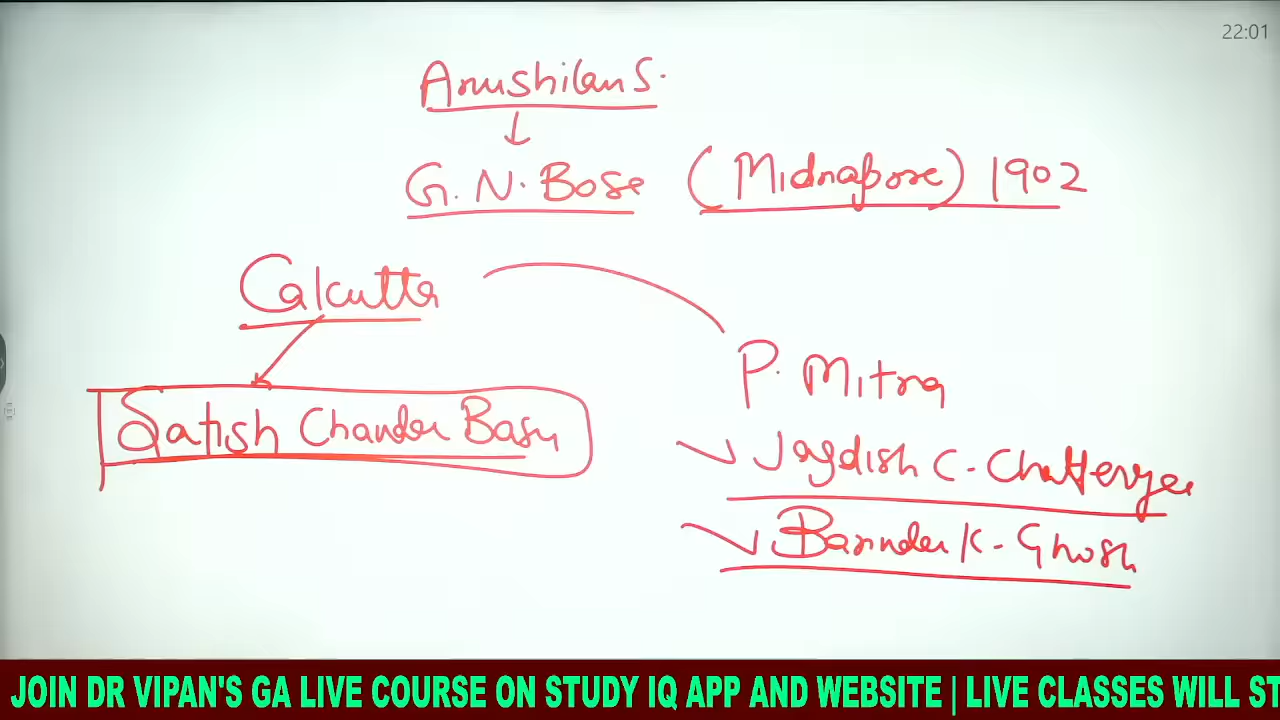 22:01
Anushilan S.
G. N. Bose (Midnapore) 1902
Calcutta
P. Mitra
Satish Chander Basu
Jagdish C. Chatterjee
Barinder K. Ghosh
JOIN DR VIPAN'S GA LIVE COURSE ON STUDY IQ APP AND WEBSITE | LIVE CLASSES WILL ST